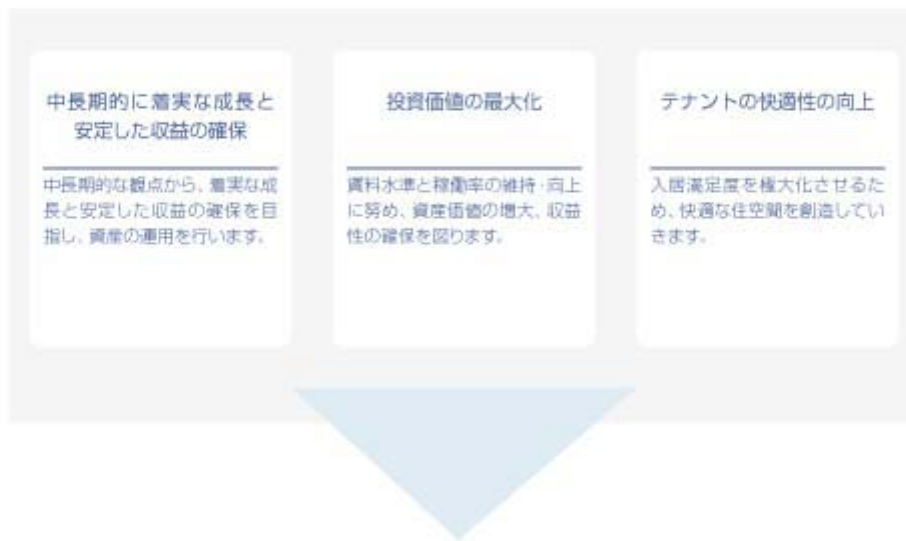 中長期的に着実な成長と
安定した収益の確保
中長期的な観点から、着実な成
長と安定した収益の確保を目
指し、資産の運用を行います。
投資価値の最大化
賃料水準と稼働率の維持・向上
に努め、資産価値の増大、収益
性の確保を図ります。
テナントの快適性の向上
入居満足度を極大化させるた
め、快適な住空間を創造してい
きます。